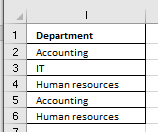 I
1 Department
2 Accounting
3 IT
4 Human resources
5 Accounting
6 Human resources